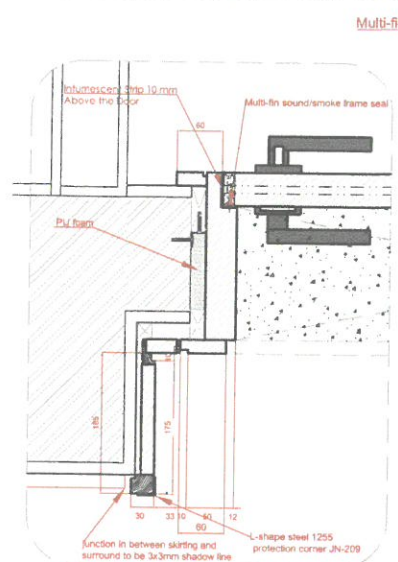 Multi-fi
Intumescent Strip 10 mm
Above the Door
Multi-fin sound/smoke frame seal
60
PU foam
185
175
30 33 10 50 12
60
junction in between skirting and
surround to be 3x3mm shadow line
L-shape steel 1255
protection corner JN-209